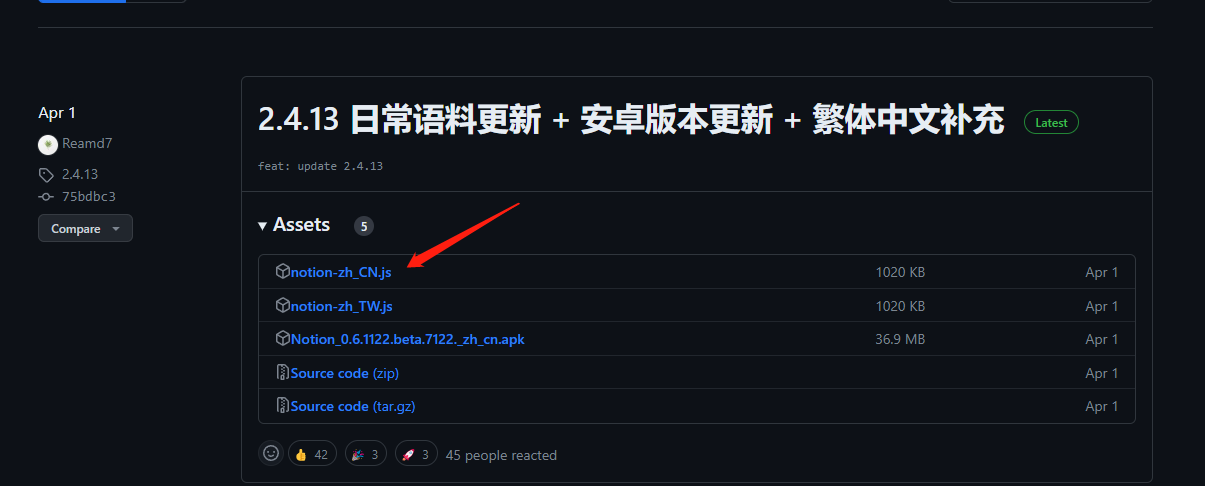 Apr 1
Reamd7
2.4.13
75bdbc3
Compare
2.4.13 日常语料更新 + 安卓版本更新 + 繁体中文补充 Latest
feat: update 2.4.13
Assets 5
notion-zh_CN.js 1020 KB Apr 1
notion-zh_TW.js 1020 KB Apr 1
Notion_0.6.1122.beta.7122._zh_cn.apk 36.9 MB Apr 1
Source code (zip) Apr 1
Source code (tar.gz) Apr 1
42 3 3 45 people reacted